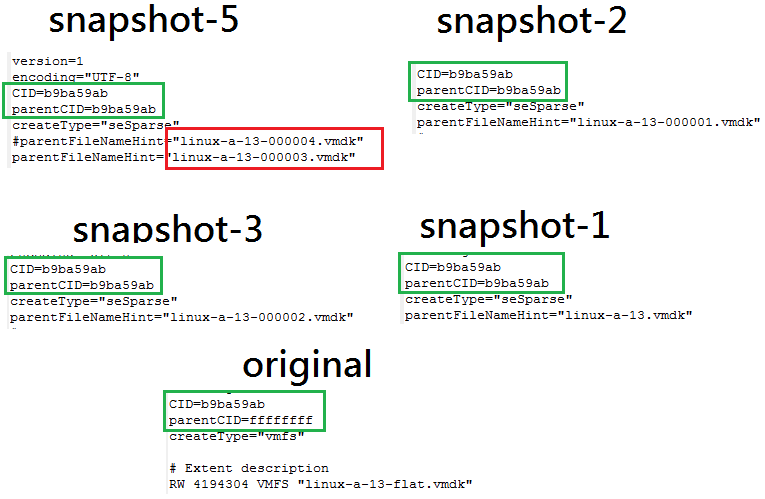 snapshot-5
version=1
encoding="UTF-8"
CID=b9ba59ab
parentCID=b9ba59ab
createType="seSparse"
#parentFileNameHint="linux-a-13-000004.vmdk"
parentFileNameHint="linux-a-13-000003.vmdk"
snapshot-2
CID=b9ba59ab
parentCID=b9ba59ab
createType="seSparse"
parentFileNameHint="linux-a-13-000001.vmdk"
snapshot-3
CID=b9ba59ab
parentCID=b9ba59ab
createType="seSparse"
parentFileNameHint="linux-a-13-000002.vmdk"
snapshot-1
CID=b9ba59ab
parentCID=b9ba59ab
createType="seSparse"
parentFileNameHint="linux-a-13.vmdk"
original
CID=b9ba59ab
parentCID=ffffffff
createType="vmfs"
# Extent description
RW 4194304 VMFS "linux-a-13-flat.vmdk"